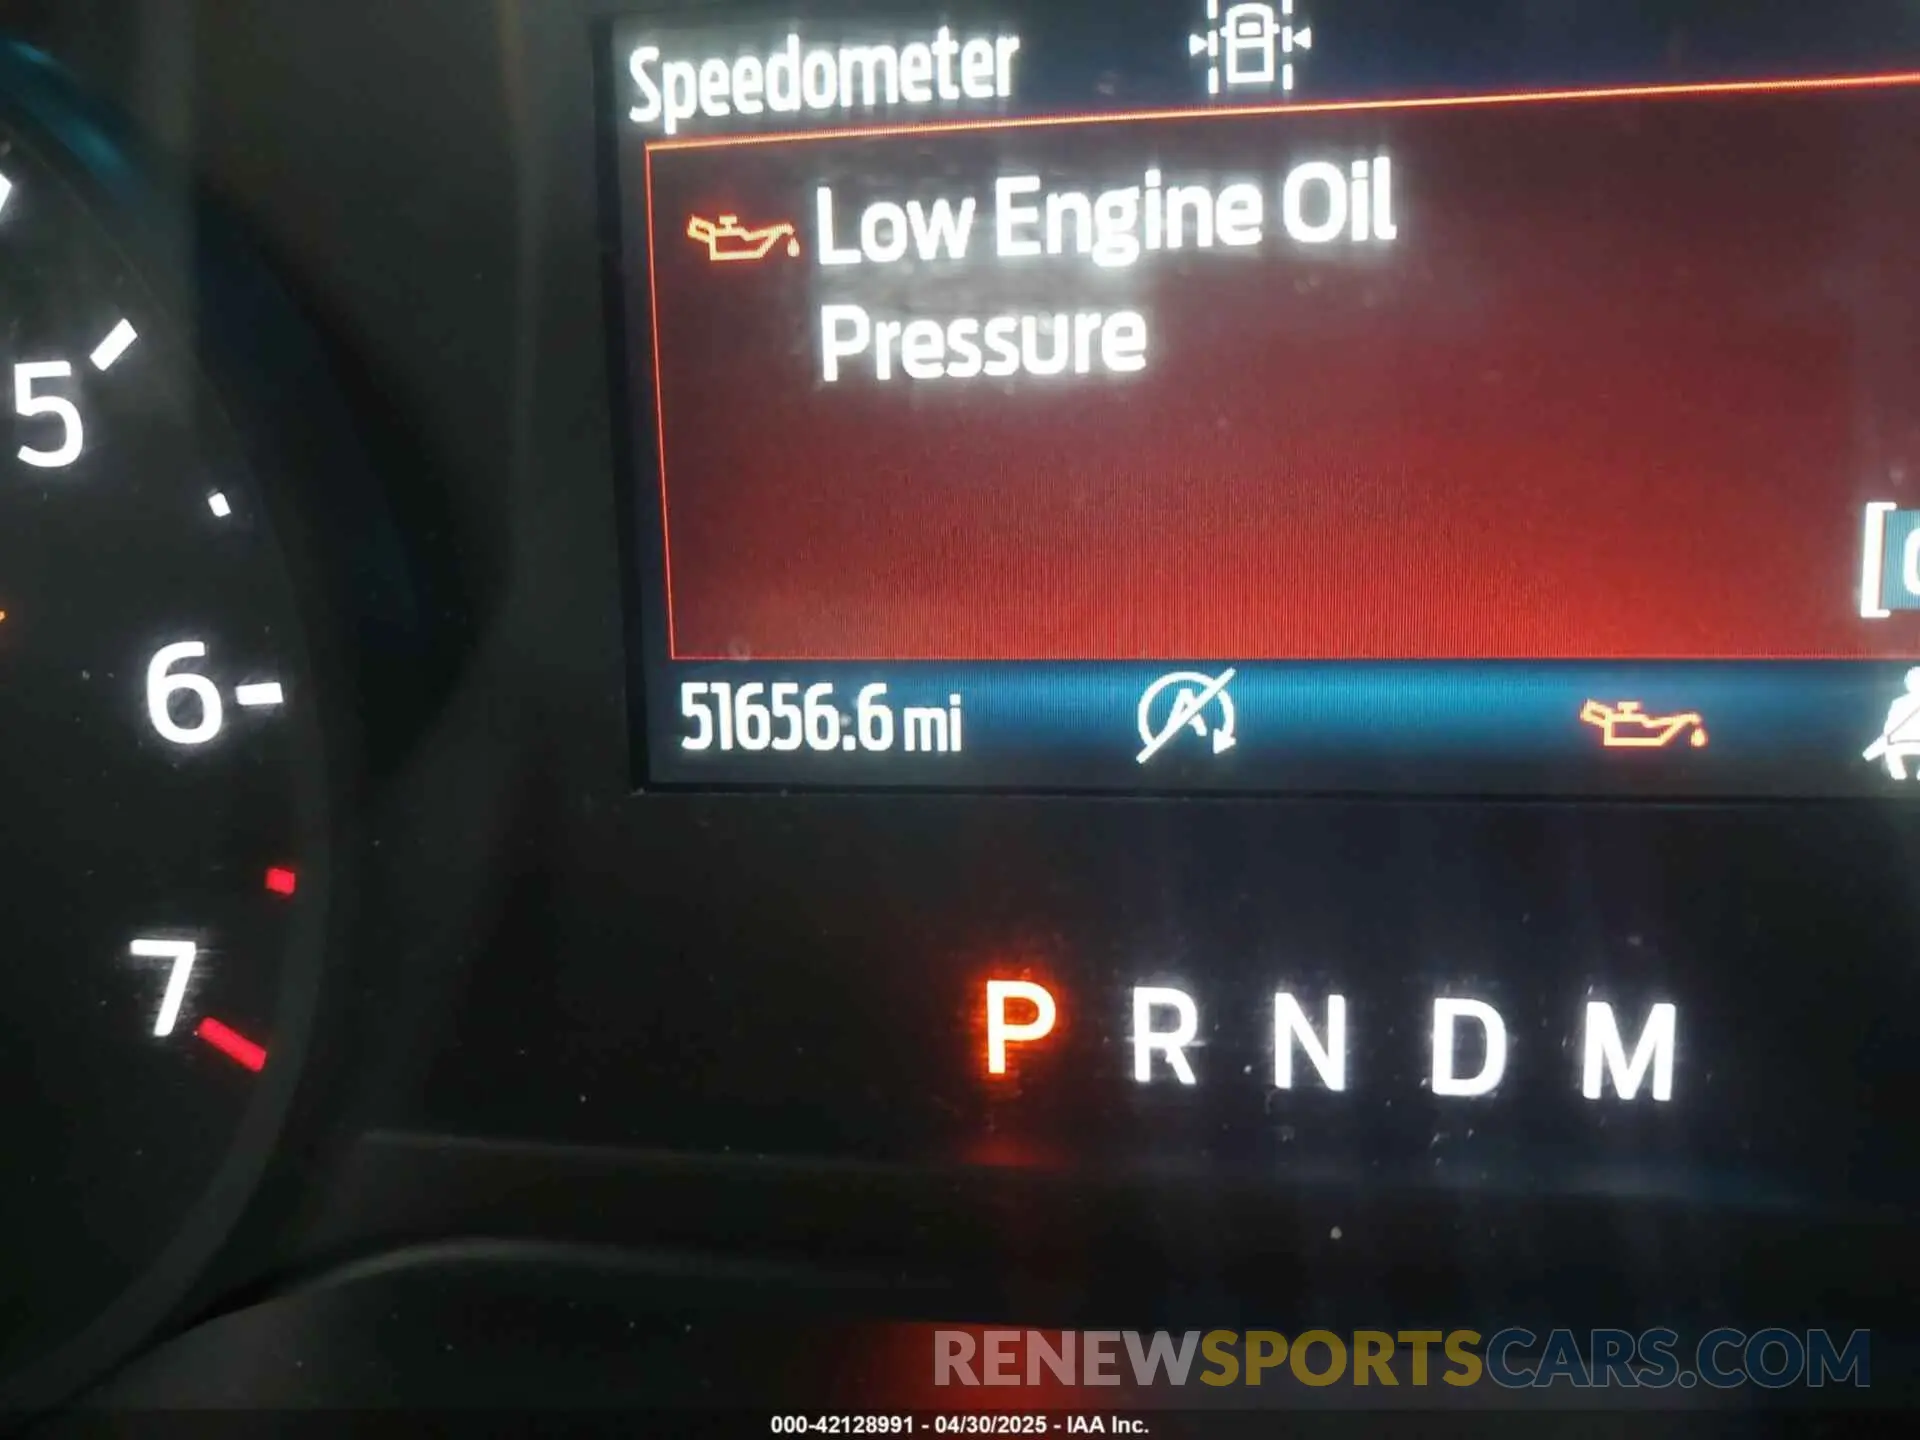 Speedometer
Low Engine Oil
Pressure
5
6
7
51656.6 mi
P R N D M
RENEWSPORTSCARS.COM
000-42128991 - 04/30/2025 - IAA Inc.